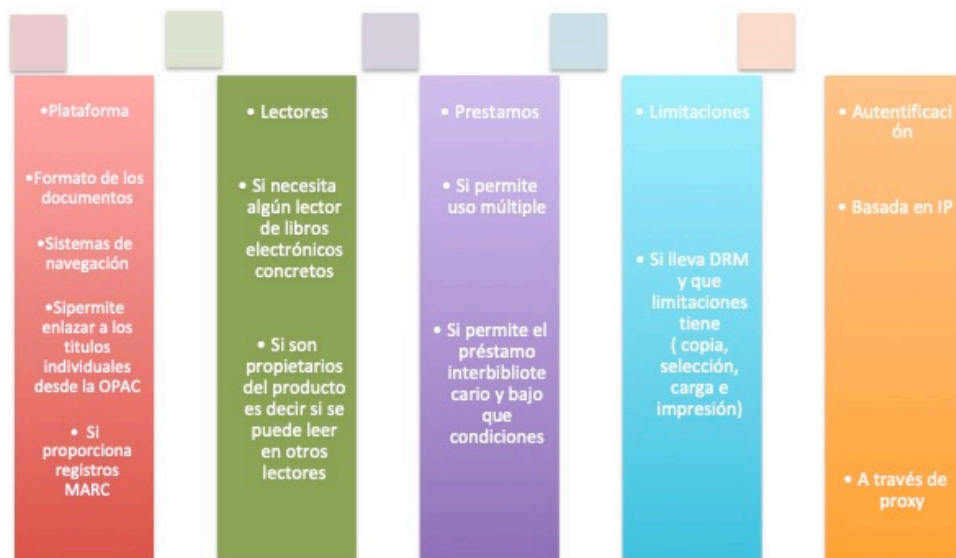 •Plataforma
•Formato de los
documentos
•Sistemas de
navegación
•Sipermite
enlazar a los
titulos
individuales
desde la OPAC
• Si
proporciona
registros
MARC
• Lectores
• Si necesita
algún lector
de libros
electrónicos
concretos
• Si son
propietarios
del producto
es decir si se
puede leer
en otros
lectores
• Prestamos
• Si permite
uso múltiple
• Si permite el
préstamo
interbibliote
cario y bajo
que
condiciones
• Limitaciones
• Si lleva DRM
y que
limitaciones
tiene
( copia,
selección,
carga e
impresión)
• Autentificaci
ón
• Basada en IP
• A través de
proxy